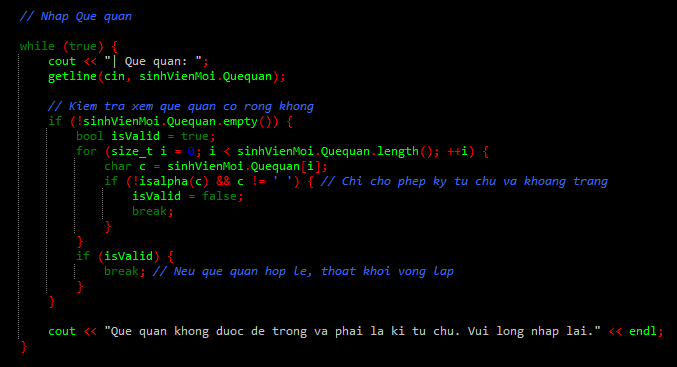 // Nhap Que quan
while (true) {
cout << "| Que quan: ";
getline(cin, sinhVienMoi.Quequan);
// Kiem tra xem que quan co rong khong
if (!sinhVienMoi.Quequan.empty()) {
bool isValid = true;
for (size_t i = 0; i < sinhVienMoi.Quequan.length(); ++i) {
char c = sinhVienMoi.Quequan[i];
if (!isalpha(c) && c != ' ') { // Chi cho phep ky tu chu va khoang trang
isValid = false;
break;
}
}
if (isValid) {
break; // Neu que quan hop le, thoat khoi vong lap
}
}
cout << "Que quan khong duoc de trong va phai la ki tu chu. Vui long nhap lai." << endl;
}